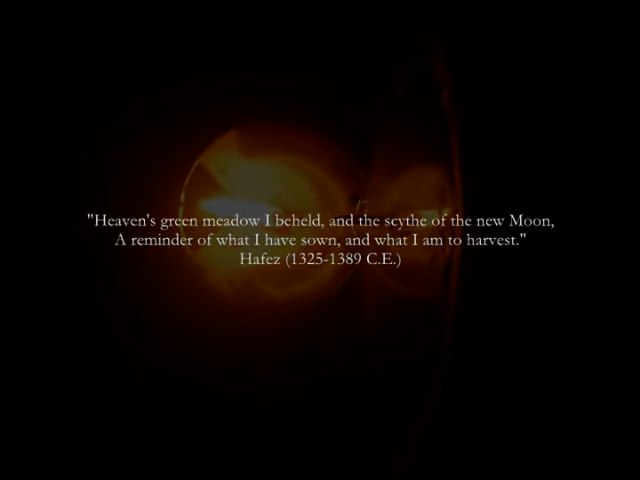 "Heaven's green meadow I beheld, and the scythe of the new Moon,
A reminder of what I have sown, and what I am to harvest."
Hafez (1325-1389 C.E.)